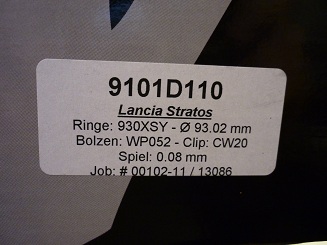 9101D110
Lancia Stratos
Ringe: 930XSY - Ø 93.02 mm
Bolzen: WP052 - Clip: CW20
Spiel: 0.08 mm
Job: # 00102-11 / 13086